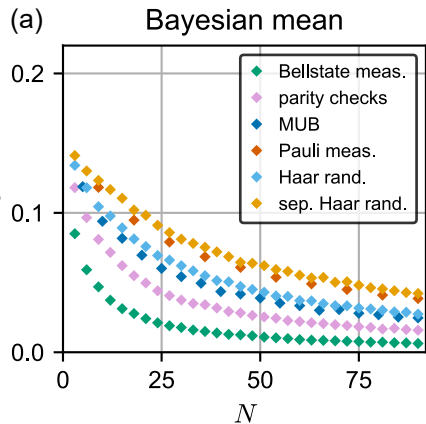 (a) Bayesian mean
0.2
0.1
0.0
Bellstate meas.
parity checks
MUB
Pauli meas.
Haar rand.
sep. Haar rand.
0 25 50 75
N